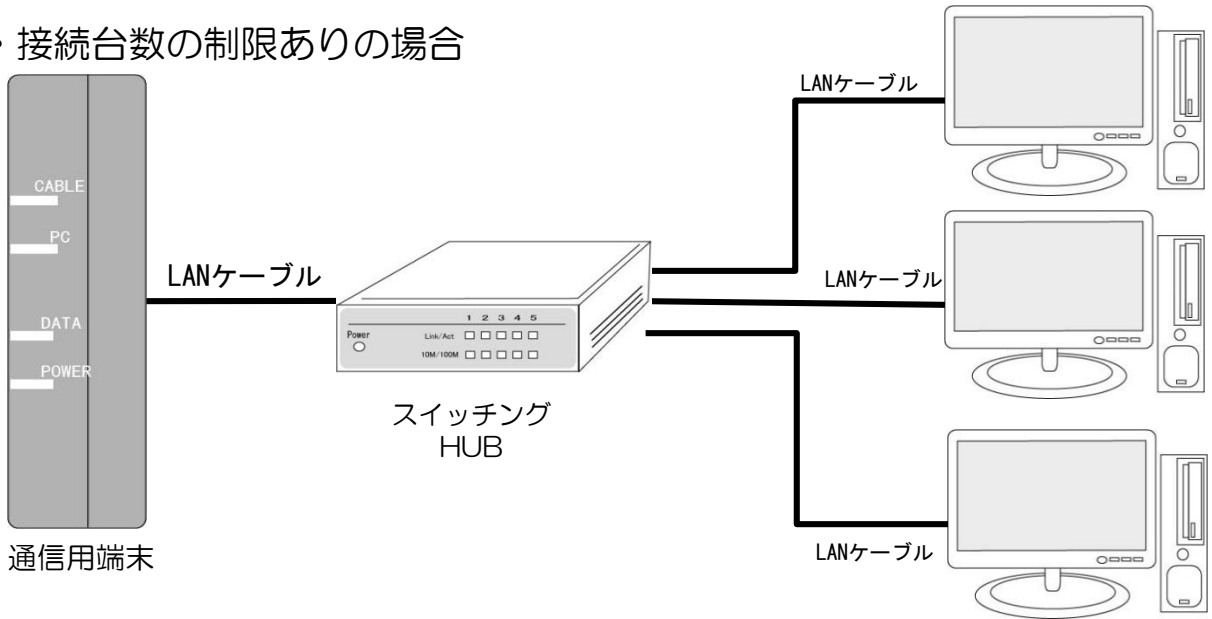 ・接続台数の制限ありの場合
LANケーブル
CABLE
PC
LANケーブル
LANケーブル
DATA
POWER
1 2 3 4 5
Power
Link/Act
10M/100M
スイッチング
HUB
LANケーブル
通信用端末